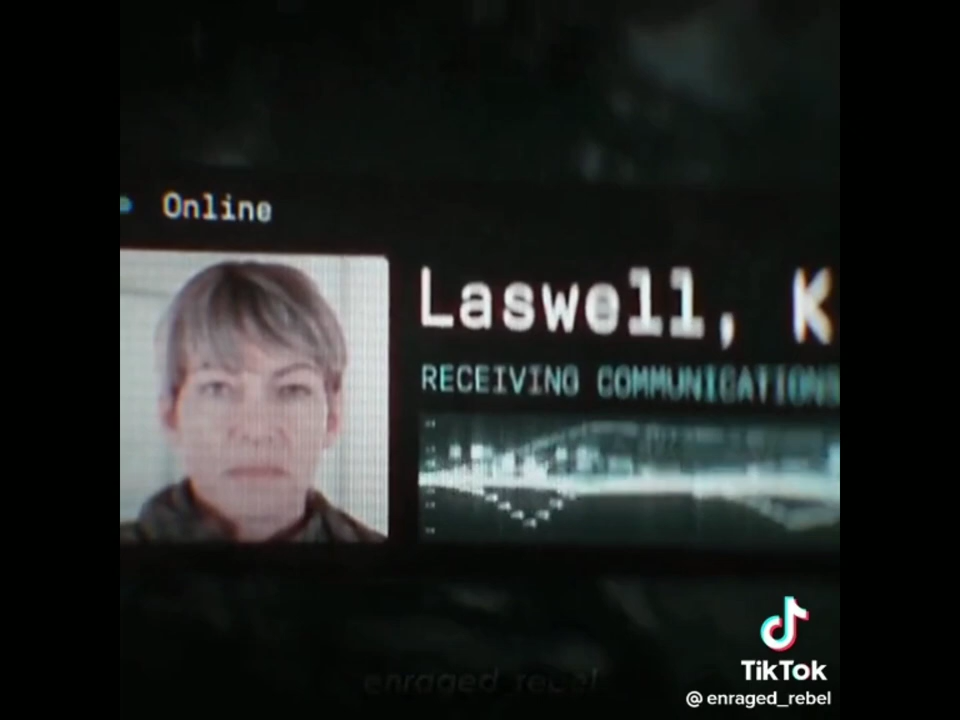 Online
Laswell, K
RECEIVING COMMUNICATIONS
enraged_rebel
TikTok
@enraged_rebel